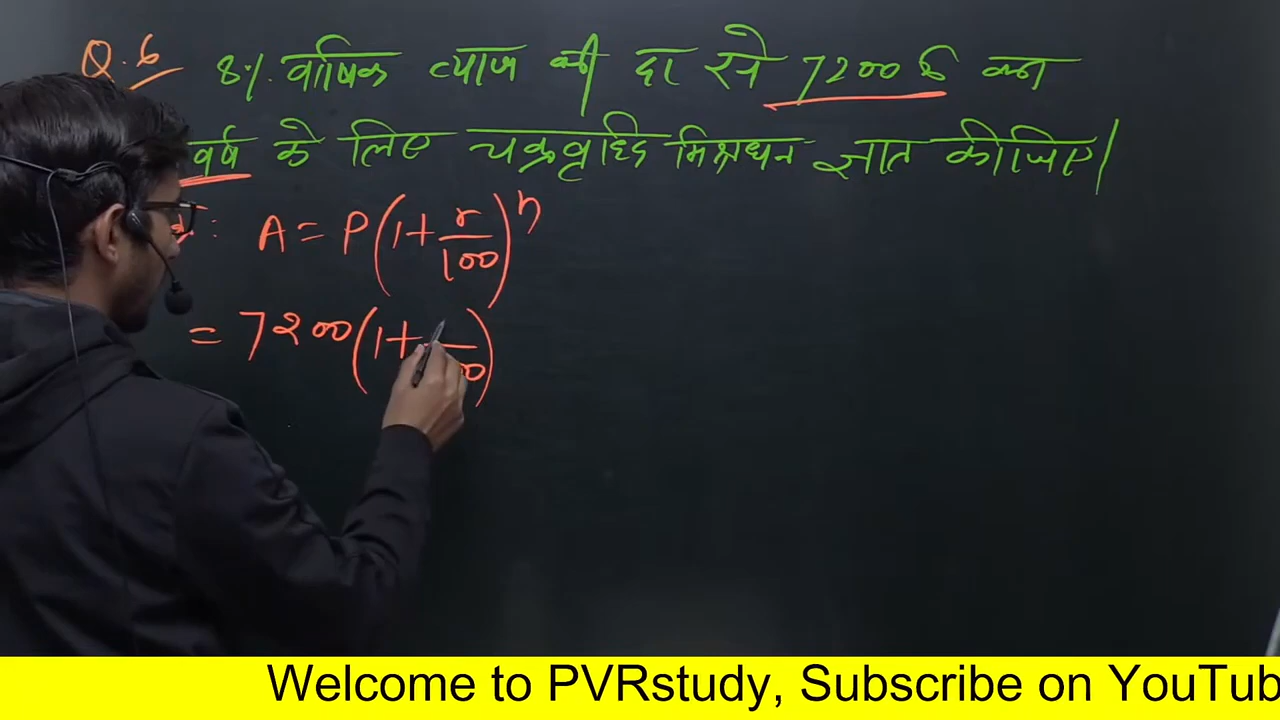 Q.6 8% वार्षिक व्याज की दर से 7200 रु का
वर्ष के लिए चक्रवृद्धि मिश्रधन ज्ञात कीजिए।
: A = P(1+r/100)^n
= 7200(1+
Welcome to PVRstudy, Subscribe on YouTub